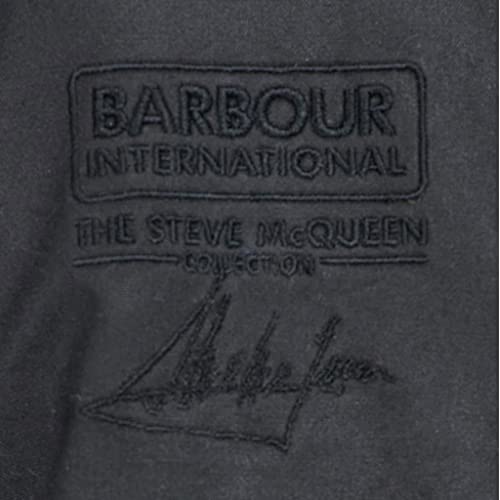 BARBOUR
INTERNATIONAL
THE STEVE McQUEEN
COLLECTION